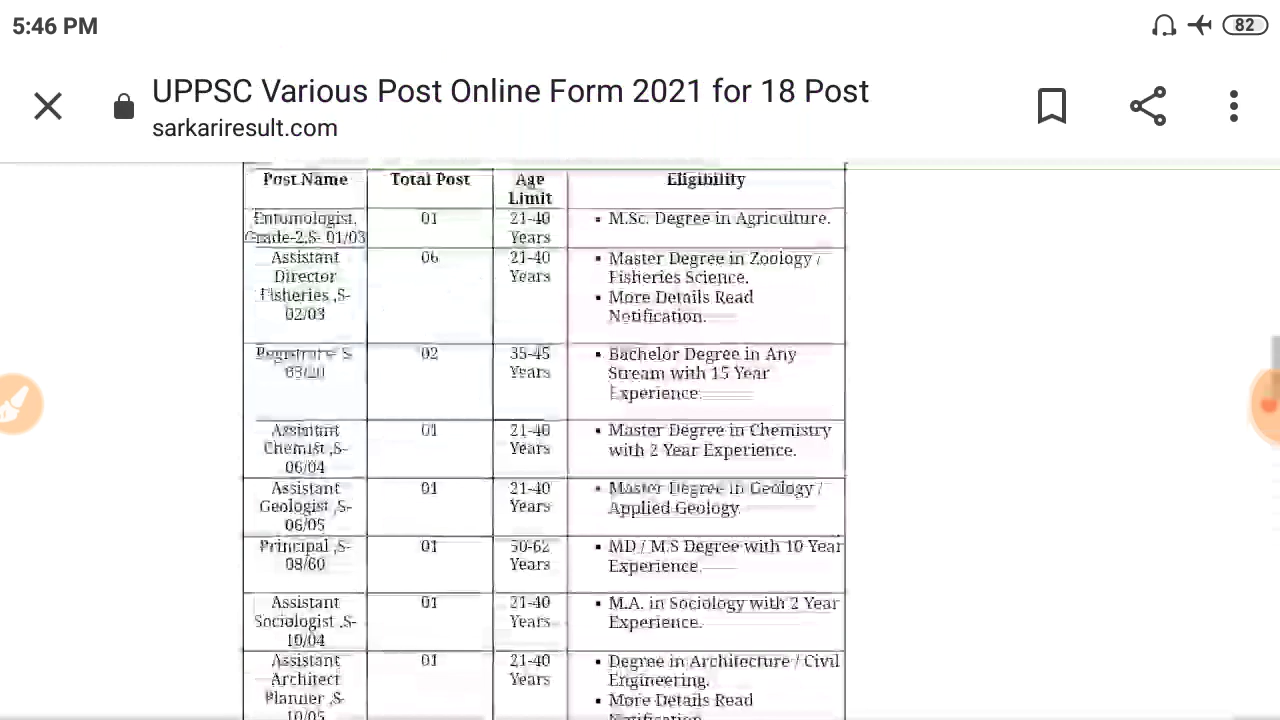 5:46 PM
82
UPPSC Various Post Online Form 2021 for 18 Post
sarkariresult.com
Post Name Total Post Age Limit Eligibility
Entomologist, Grade-2,S- 01/03 01 21-40 Years ▪ M.Sc. Degree in Agriculture.
Assistant Director Fisheries ,S-02/03 06 21-40 Years ▪ Master Degree in Zoology / Fisheries Science.
▪ More Details Read Notification.
02 35-45 Years ▪ Bachelor Degree in Any Stream with 15 Year Experience.
Assistant Chemist ,S-06/04 01 21-40 Years ▪ Master Degree in Chemistry with 2 Year Experience.
Assistant Geologist ,S-06/05 01 21-40 Years ▪ Master Degree in Geology / Applied Geology.
Principal ,S-08/60 01 50-62 Years ▪ MD / M.S Degree with 10 Year Experience.
Assistant Sociologist ,S-10/04 01 21-40 Years ▪ M.A. in Sociology with 2 Year Experience.
Assistant Architect Planner ,S-10/05 01 21-40 Years ▪ Degree in Architecture / Civil Engineering.
▪ More Details Read